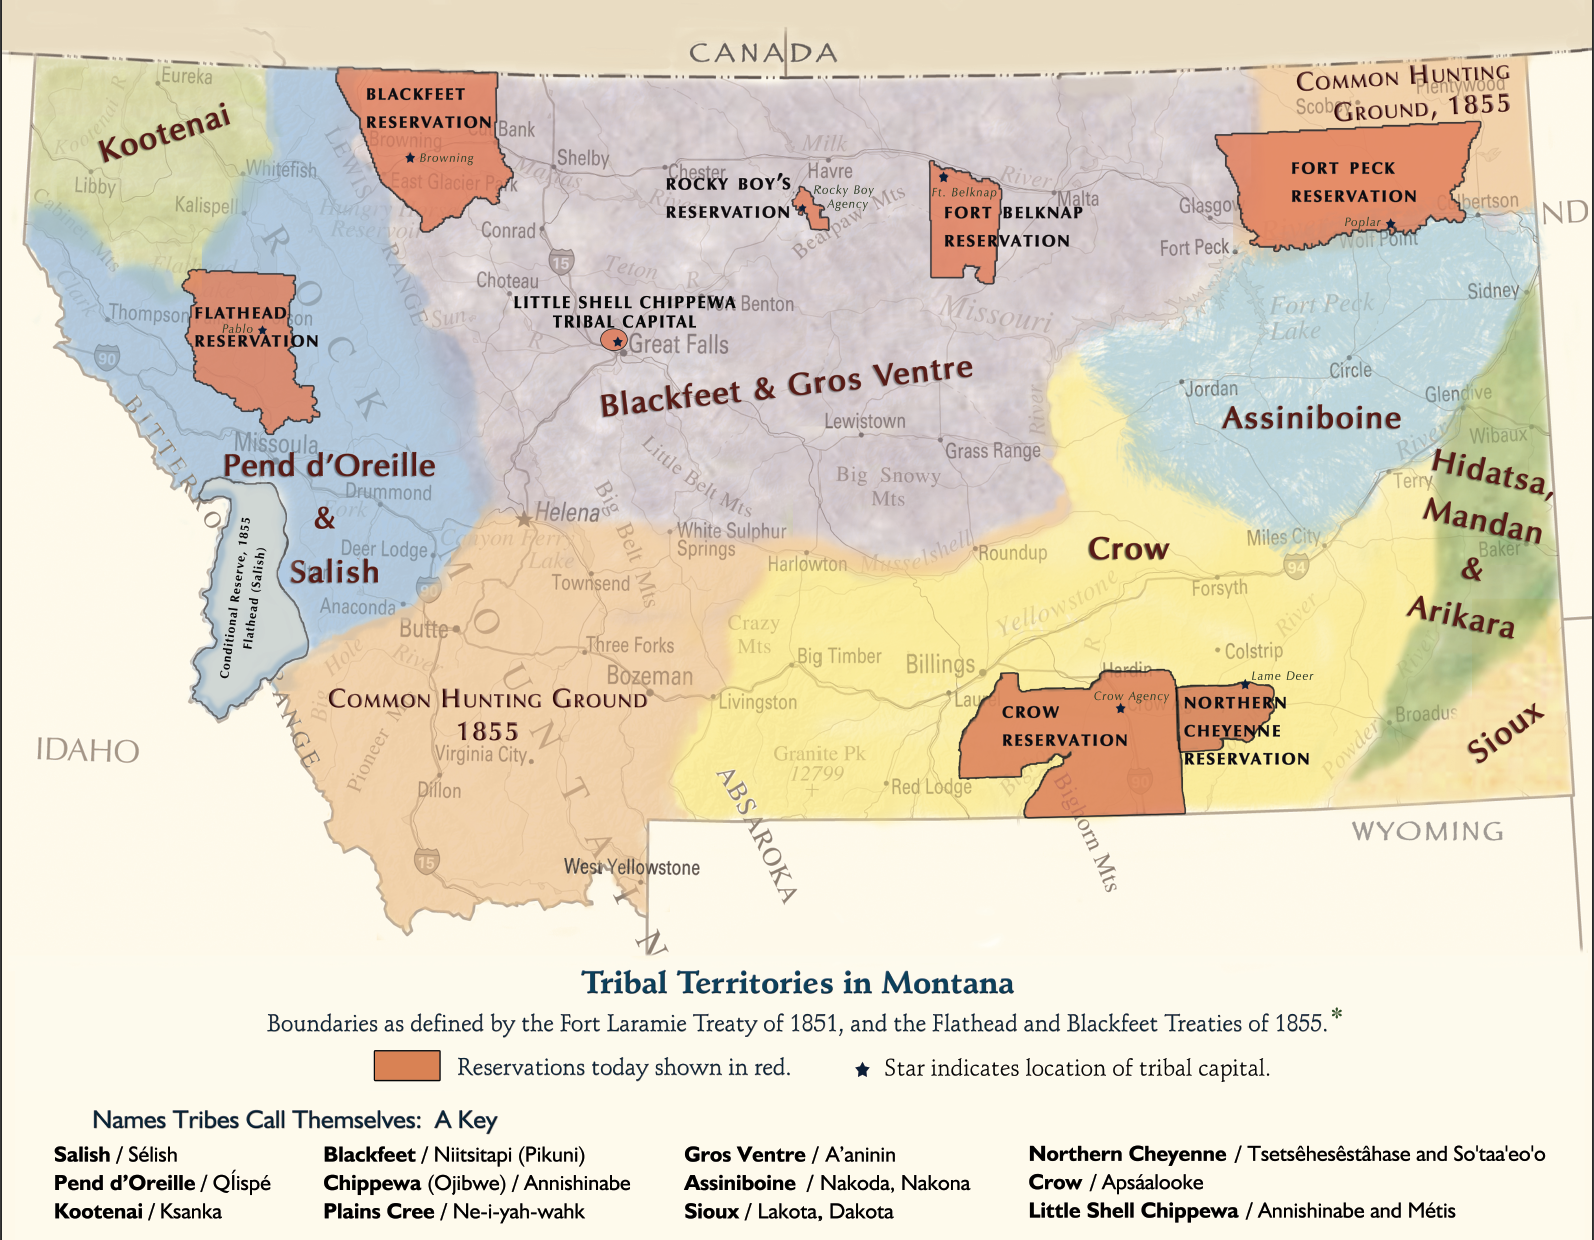 CANADA
Eureka
Kootenai R
Kootenai
Libby
Whitefish
Kalispell
Cabinet Mts
Clark
Flathead
Thompson
BLACKFEET
RESERVATION
Browning
Browning
Cut Bank
East Glacier Park
LEWIS
RANGE
Hungry Horse
Reservoir
Shelby
Marias
River
Chester
Milk
River
Havre
ROCKY BOY'S
RESERVATION
Rocky Boy
Agency
Bearpaw Mts
Ft. Belknap
FORT BELKNAP
RESERVATION
Malta
Glasgow
Fort Peck
COMMON HUNTING
GROUND, 1855
Scobey
Plentywood
FORT PECK
RESERVATION
Poplar
Wolf Point
Culbertson
ND
Sidney
Conrad
15
Choteau
Teton R
LITTLE SHELL CHIPPEWA
TRIBAL CAPITAL
Fort Benton
Great Falls
Sun R
Missouri
River
Fort Peck
Lake
FLATHEAD
Pablo
RESERVATION
90
BITTERRO
ROCKY MOUNTAIN
Missoula
Pend d'Oreille
&
Salish
Drummond
Fork
Deer Lodge
90
Anaconda
Conditional Reserve, 1855
Flathead (Salish)
RANGE
IDAHO
Blackfeet & Gros Ventre
Lewistown
Grass Range
Big Snowy
Mts
Little Belt Mts
Big Belt Mts
Helena
Canyon Ferry
Lake
Townsend
White Sulphur
Springs
Harlowton
Musselshell
Roundup
Jordan
Circle
Glendive
Assiniboine
Wibaux
River
Terry
Hidatsa,
Mandan
&
Arikara
Baker
Miles City
94
Crow
Forsyth
Yellowstone
River
Butte
Big Hole
River
Three Forks
Bozeman
Crazy
Mts
Big Timber
Billings
Livingston
Colstrip
R
Hardin
Lame Deer
COMMON HUNTING GROUND
1855
Pioneer Mts
Virginia City
Dillon
15
West Yellowstone
Granite Pk
12799
Red Lodge
ABSAROKA
Crow Agency
CROW
RESERVATION
90
Bighorn Mts
NORTHERN
CHEYENNE
RESERVATION
River
Powder
Broadus
Sioux
WYOMING
Tribal Territories in Montana
Boundaries as defined by the Fort Laramie Treaty of 1851, and the Flathead and Blackfeet Treaties of 1855.*
Reservations today shown in red.
Star indicates location of tribal capital.
Names Tribes Call Themselves: A Key
Salish / Sélish
Pend d'Oreille / Qĺispé
Kootenai / Ksanka
Blackfeet / Niitsitapi (Pikuni)
Chippewa (Ojibwe) / Annishinabe
Plains Cree / Ne-i-yah-wahk
Gros Ventre / A'aninin
Assiniboine / Nakoda, Nakona
Sioux / Lakota, Dakota
Northern Cheyenne / Tsetsêhesêstâhase and So'taa'eo'o
Crow / Apsáalooke
Little Shell Chippewa / Annishinabe and Métis